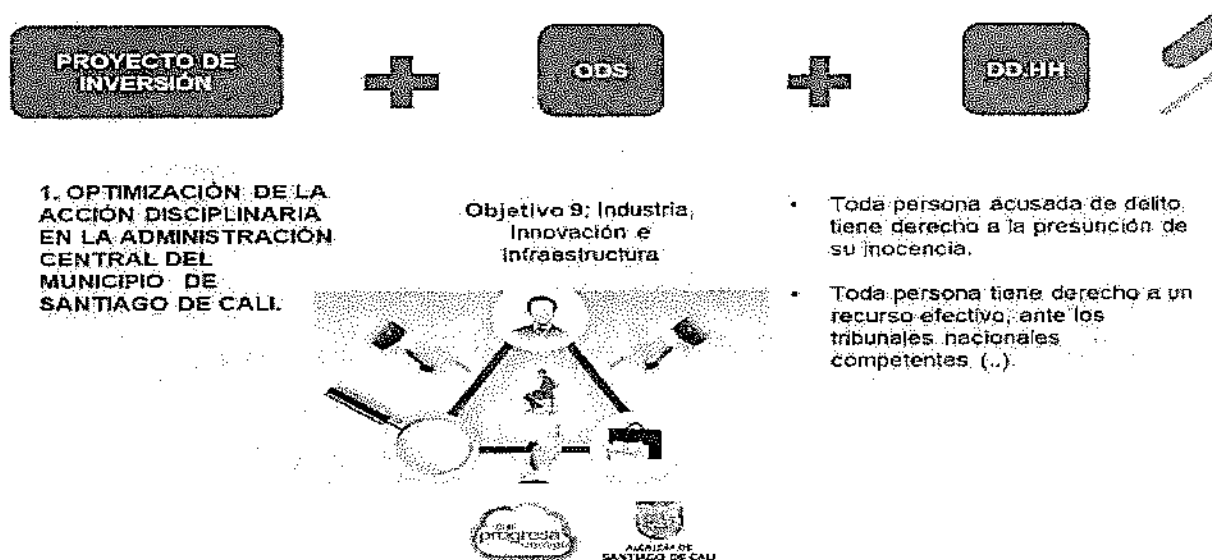 PROYECTO DE
INVERSIÓN
ODS
DD.HH
1. OPTIMIZACIÓN DE LA
ACCIÓN DISCIPLINARIA
EN LA ADMINISTRACIÓN
CENTRAL DEL
MUNICIPIO DE
SANTIAGO DE CALI.
Objetivo 9: Industria,
Innovación e
Infraestructura
• Toda persona acusada de delito
tiene derecho a la presunción de
su inocencia.
• Toda persona tiene derecho a un
recurso efectivo, ante los
tribunales nacionales
competentes (..).
progresa
ALCALDÍA DE
SANTIAGO DE CALI